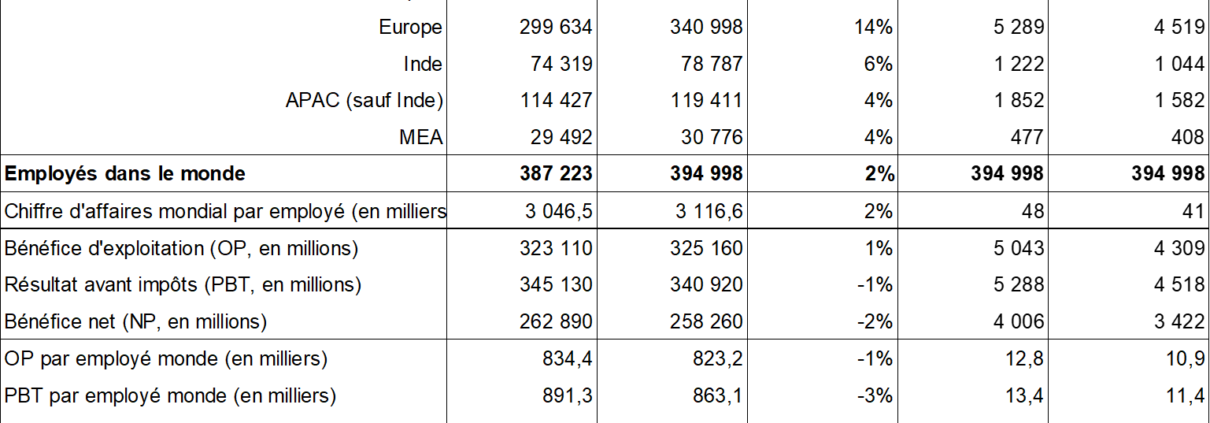 Europe 299 634 340 998 14% 5 289 4 519
Inde 74 319 78 787 6% 1 222 1 044
APAC (sauf Inde) 114 427 119 411 4% 1 852 1 582
MEA 29 492 30 776 4% 477 408
Employés dans le monde 387 223 394 998 2% 394 998 394 998
Chiffre d'affaires mondial par employé (en milliers 3 046,5 3 116,6 2% 48 41
Bénéfice d'exploitation (OP, en millions) 323 110 325 160 1% 5 043 4 309
Résultat avant impôts (PBT, en millions) 345 130 340 920 -1% 5 288 4 518
Bénéfice net (NP, en millions) 262 890 258 260 -2% 4 006 3 422
OP par employé monde (en milliers) 834,4 823,2 -1% 12,8 10,9
PBT par employé monde (en milliers) 891,3 863,1 -3% 13,4 11,4